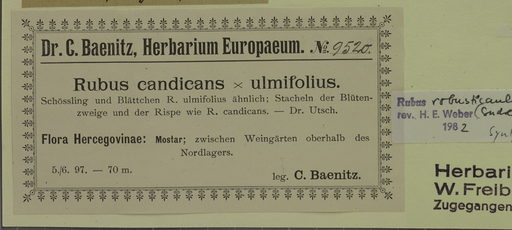 Dr. C. Baenitz, Herbarium Europaeum. No. 9520.
Rubus candicans × ulmifolius.
Schössling und Blättchen R. ulmifolius ähnlich; Stacheln der Blüten-
zweige und der Rispe wie R. candicans. — Dr. Utsch.
Flora Hercegovinae: Mostar; zwischen Weingärten oberhalb des
Nordlagers.
5./6. 97. — 70 m.
leg. C. Baenitz.
Rubus
rev. H. E. Weber
1982
Herbari
W. Freib
Zugegangen